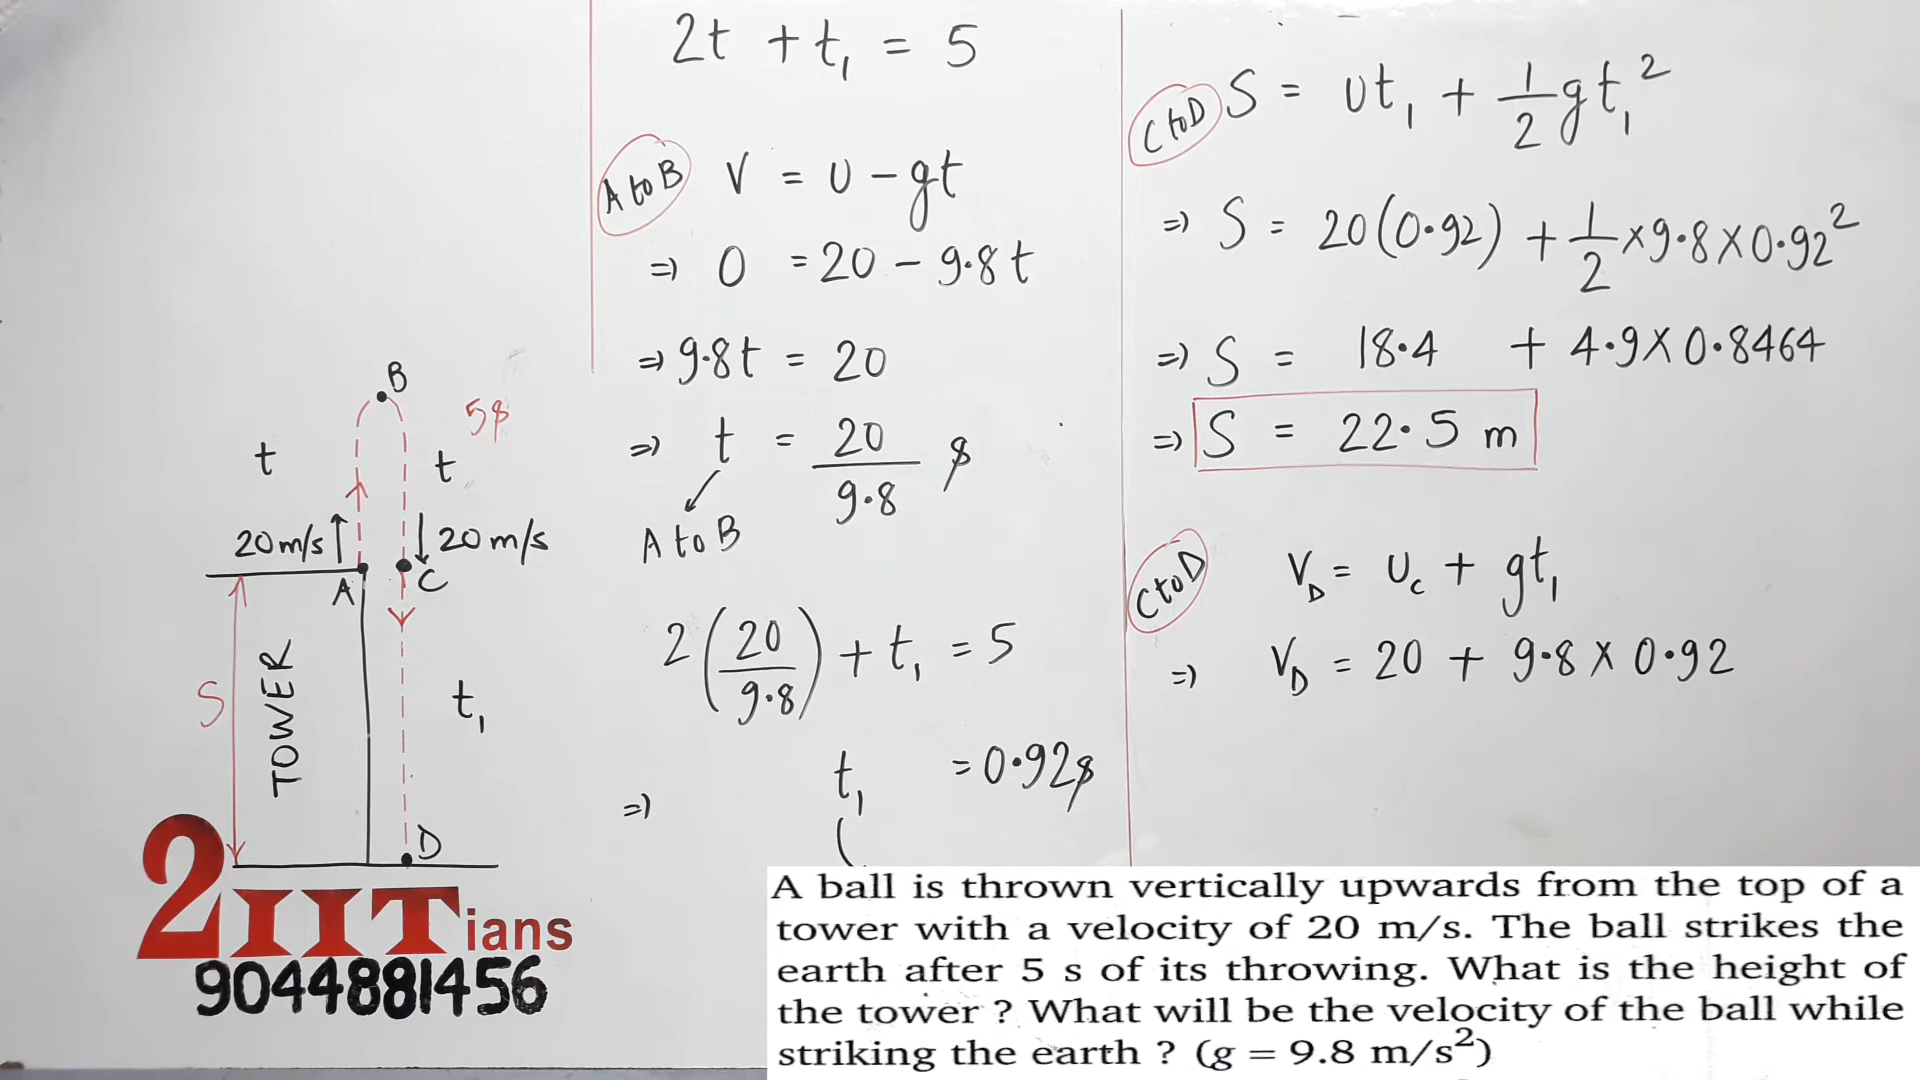 2t + t₁ = 5
A to B V = U - gt
=> 0 = 20 - 9.8t
=> 9.8t = 20
=> t = 20/9.8 s
A to B
2(20/9.8) + t₁ = 5
=> t₁ = 0.92s
C to D S = Ut₁ + 1/2 gt₁²
=> S = 20(0.92) + 1/2 × 9.8 × 0.92²
=> S = 18.4 + 4.9 × 0.8464
=> S = 22.5 m
C to D V_D = U_C + gt₁
=> V_D = 20 + 9.8 × 0.92
B
5s
t
t
20 m/s
20 m/s
A
C
S
TOWER
t₁
D
2IITians
9044881456
A ball is thrown vertically upwards from the top of a
tower with a velocity of 20 m/s. The ball strikes the
earth after 5 s of its throwing. What is the height of
the tower ? What will be the velocity of the ball while
striking the earth ? (g = 9.8 m/s²)